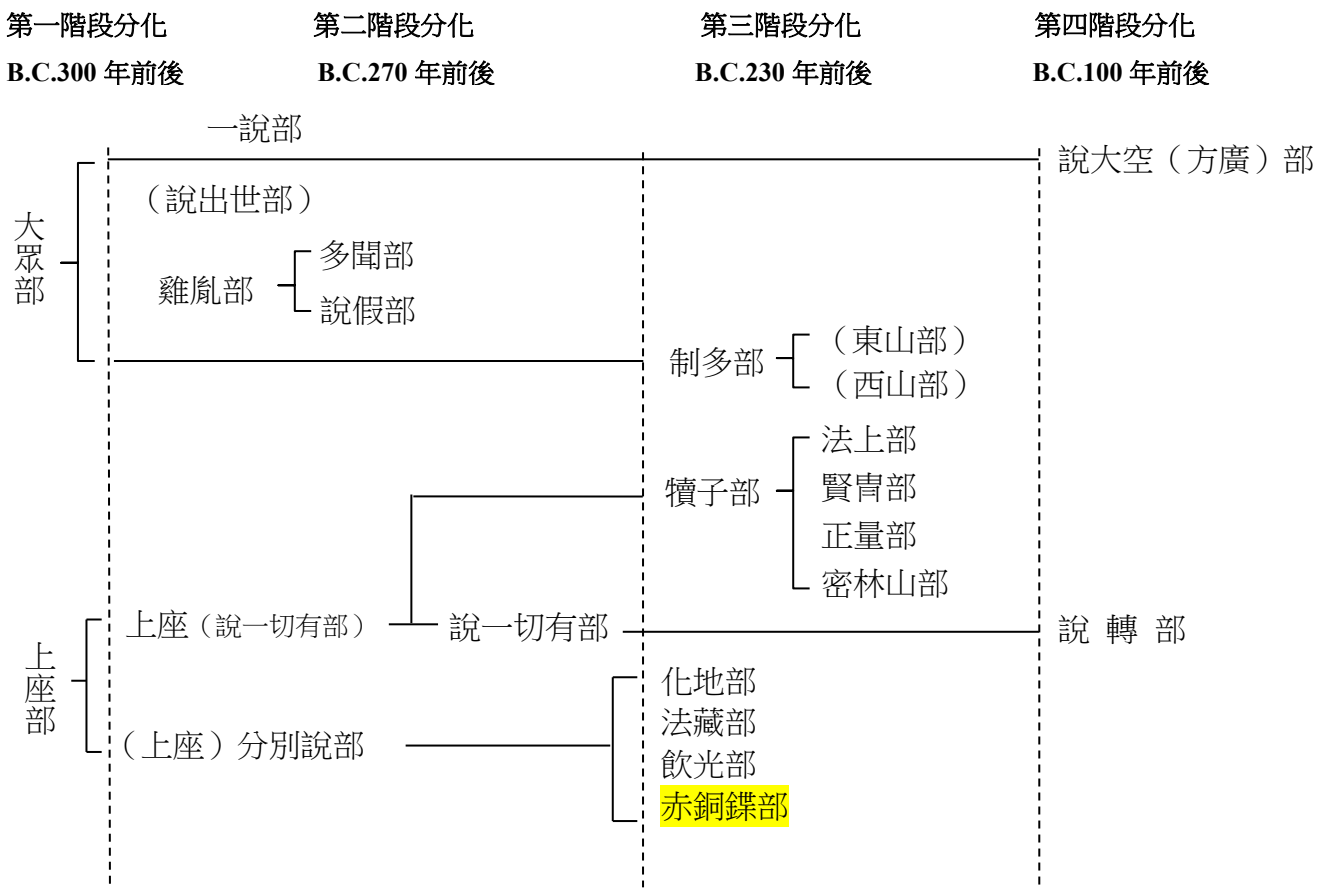 第一階段分化 第二階段分化 第三階段分化 第四階段分化
B.C.300 年前後 B.C.270 年前後 B.C.230 年前後 B.C.100 年前後
一說部
說大空（方廣）部
（說出世部）
大眾部
多聞部
雞胤部
說假部
（東山部）
制多部
（西山部）
法上部
犢子部
賢冑部
正量部
密林山部
上座（說一切有部）
說一切有部
說轉部
上座部
化地部
法藏部
（上座）分別說部
飲光部
赤銅鍱部